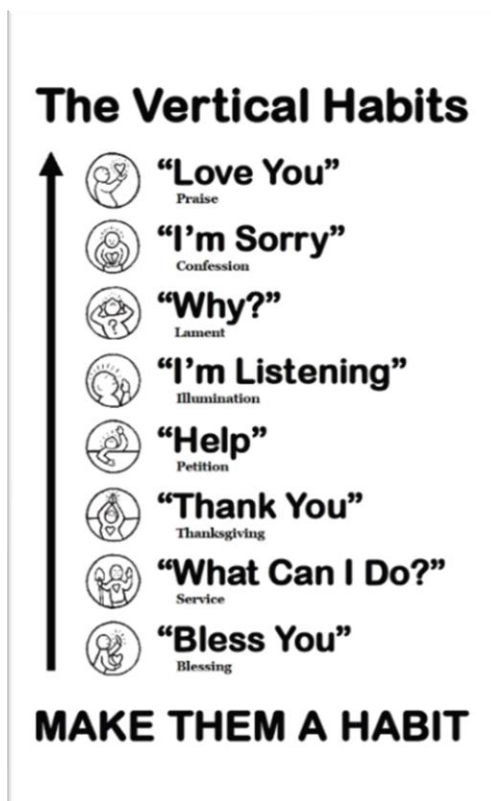 The Vertical Habits
“Love You”
Praise
“I’m Sorry”
Confession
“Why?”
Lament
?
“I’m Listening”
Illumination
“Help”
Petition
“Thank You”
Thanksgiving
“What Can I Do?”
Service
“Bless You”
Blessing
MAKE THEM A HABIT